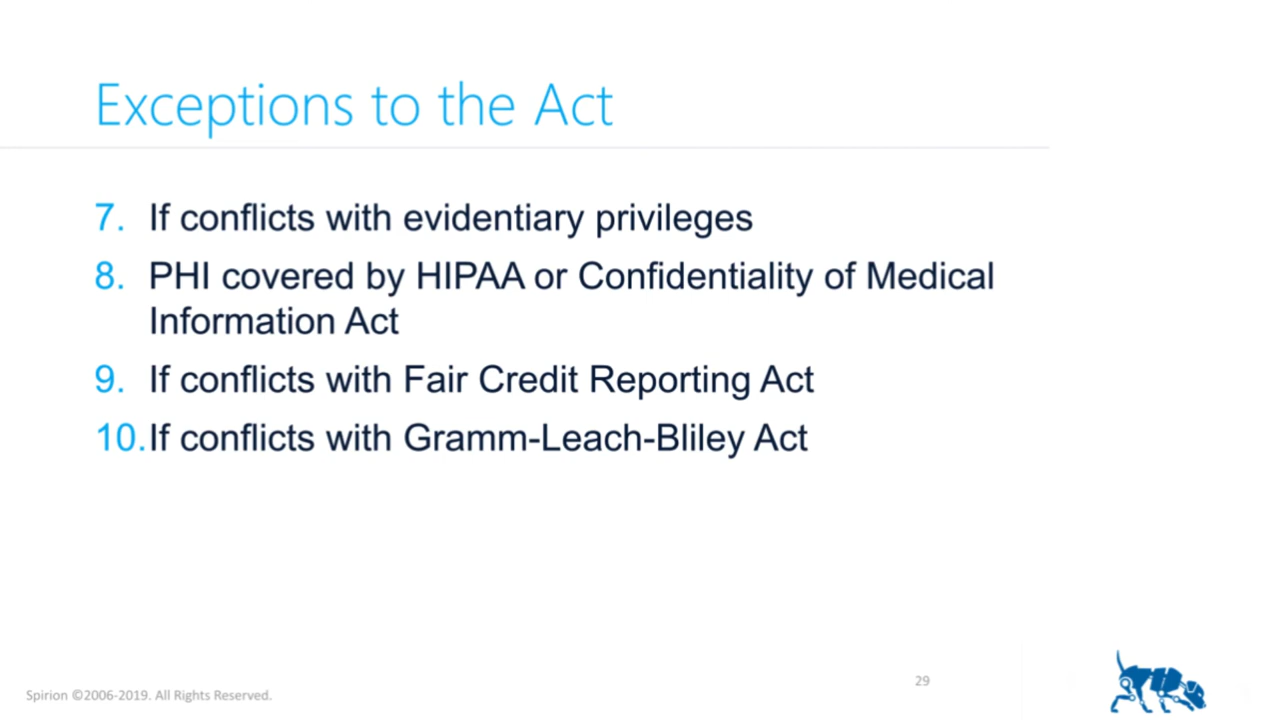 Exceptions to the Act
7. If conflicts with evidentiary privileges
8. PHI covered by HIPAA or Confidentiality of Medical
Information Act
9. If conflicts with Fair Credit Reporting Act
10. If conflicts with Gramm-Leach-Bliley Act
Spirion ©2006-2019. All Rights Reserved.
29